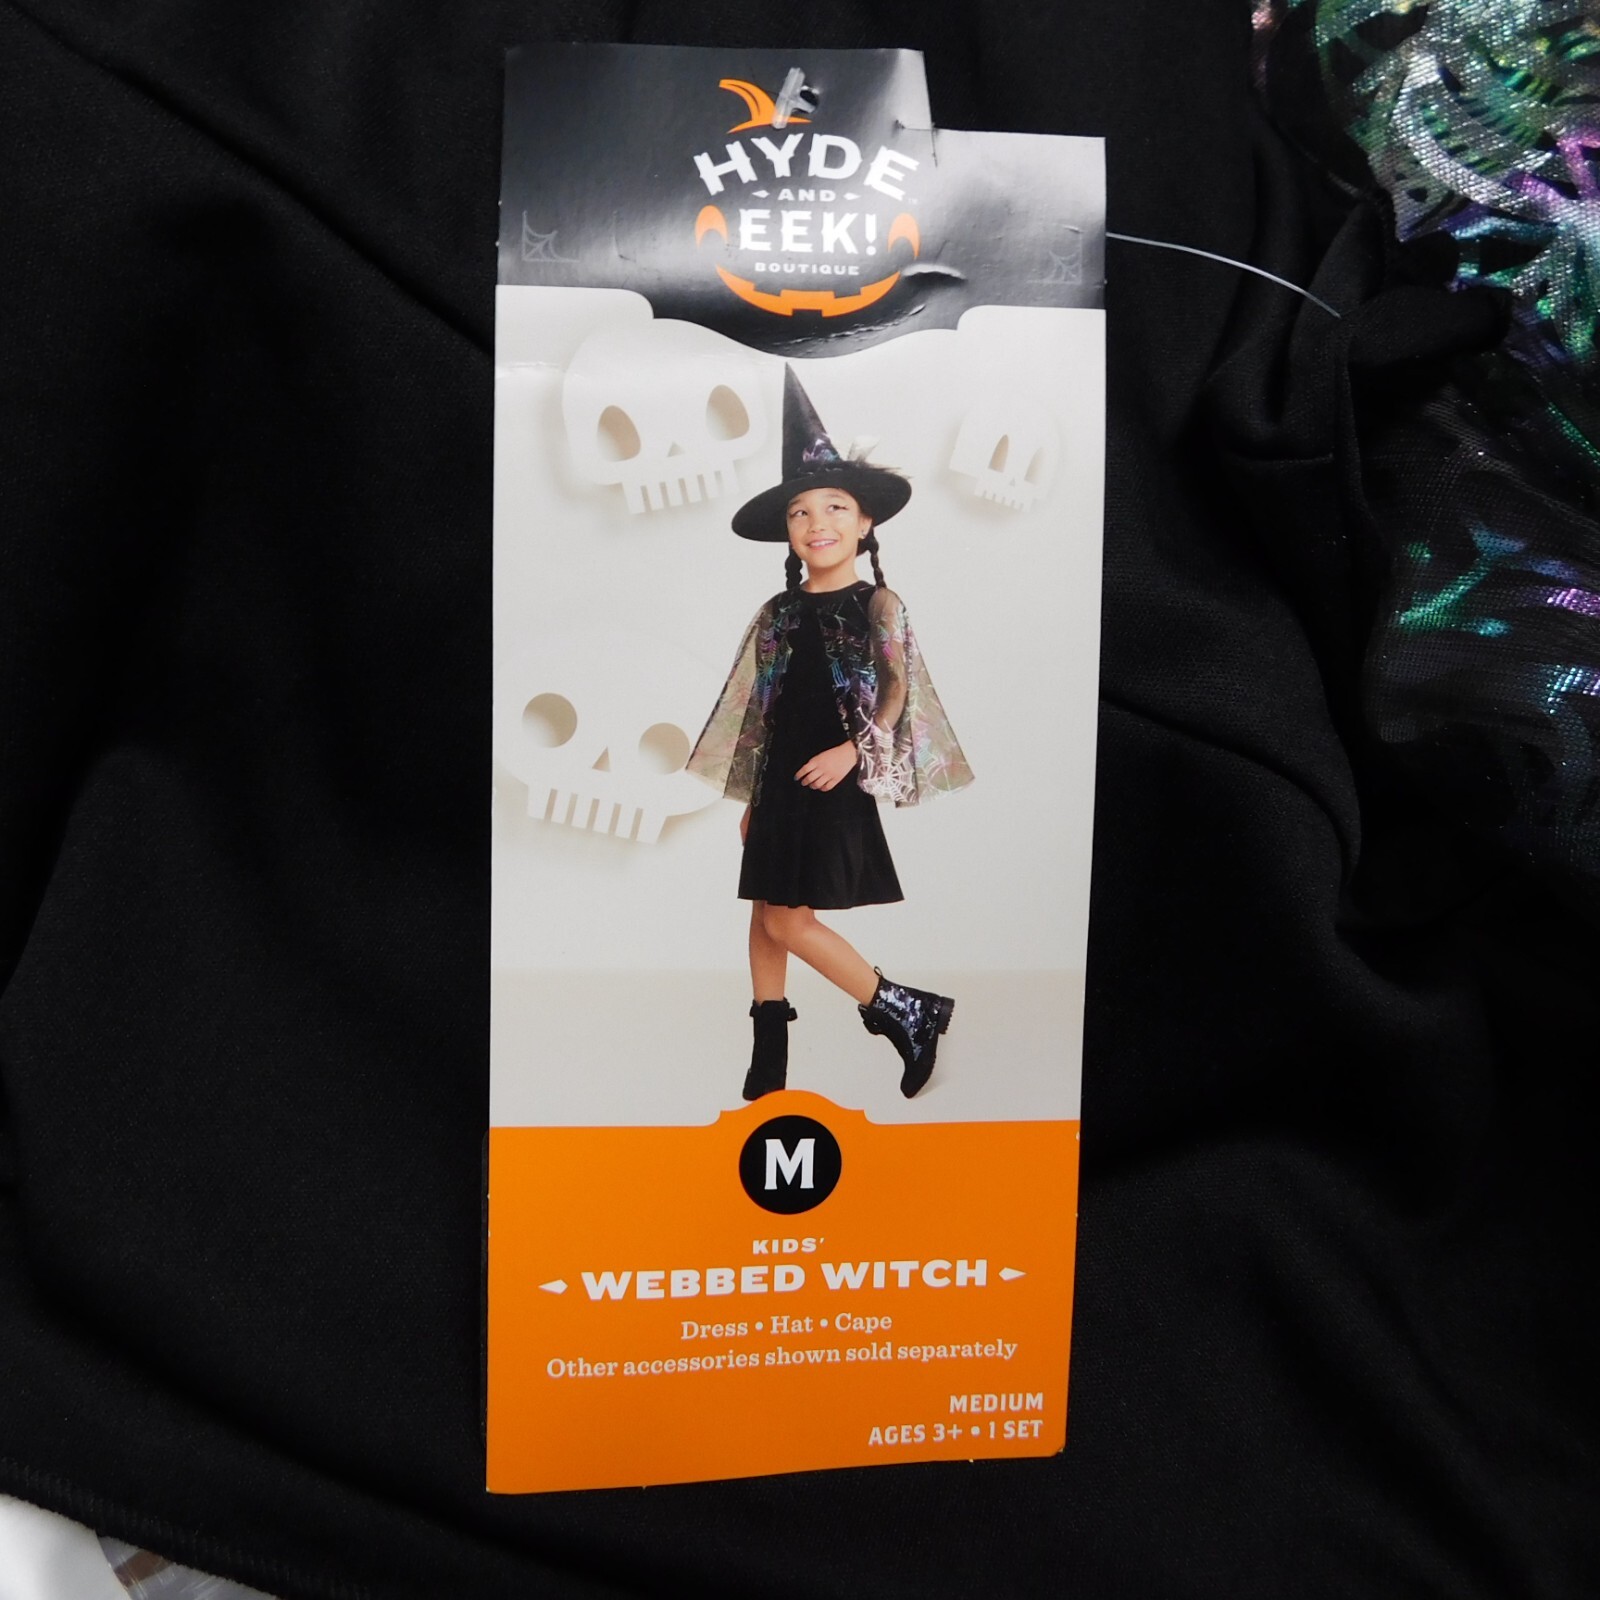 HYDE
AND
EEK!
BOUTIQUE
M
KIDS'
WEBBED WITCH
Dress • Hat • Cape
Other accessories shown sold separately
MEDIUM
AGES 3+ • 1 SET